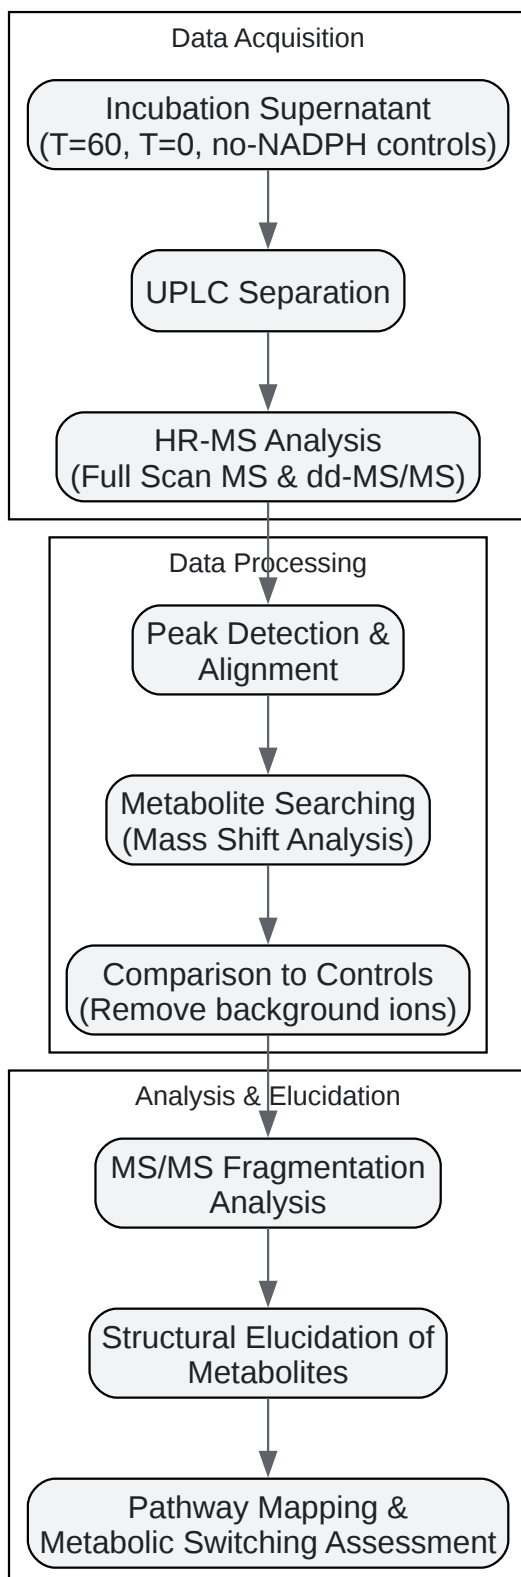 Data Acquisition
Incubation Supernatant
(T=60, T=0, no-NADPH controls)
UPLC Separation
HR-MS Analysis
(Full Scan MS & dd-MS/MS)
Data Processing
Peak Detection &
Alignment
Metabolite Searching
(Mass Shift Analysis)
Comparison to Controls
(Remove background ions)
Analysis & Elucidation
MS/MS Fragmentation
Analysis
Structural Elucidation of
Metabolites
Pathway Mapping &
Metabolic Switching Assessment